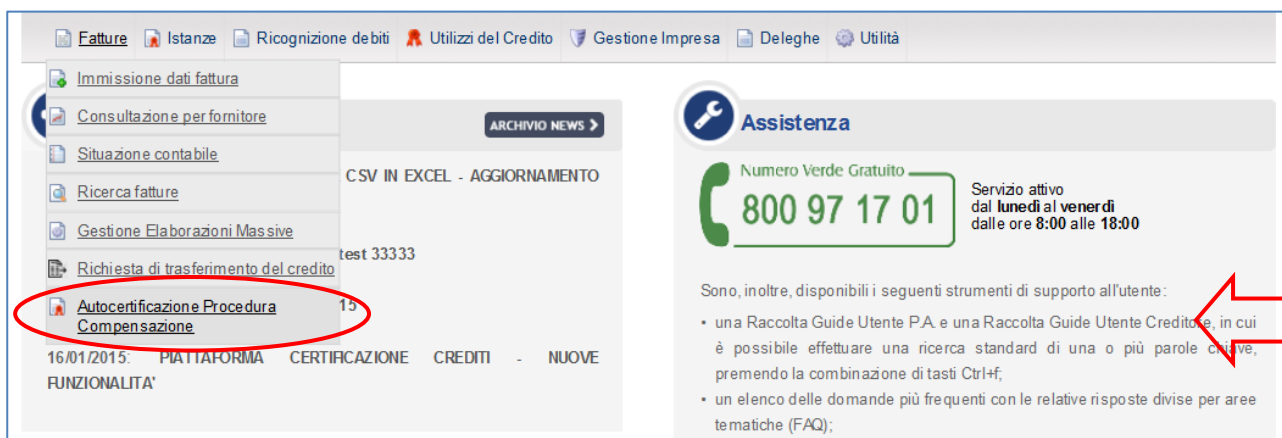 Fatture Istanze Ricognizione debiti Utilizzi del Credito Gestione Impresa Deleghe Utilità
Immissione dati fattura
Consultazione per fornitore
Situazione contabile
Ricerca fatture
Gestione Elaborazioni Massive
Richiesta di trasferimento del credito
Autocertificazione Procedura
Compensazione
ARCHIVIO NEWS >
CSV IN EXCEL - AGGIORNAMENTO
test 33333
15
16/01/2015: PIATTAFORMA CERTIFICAZIONE CREDITI - NUOVE
FUNZIONALITA'
Assistenza
Numero Verde Gratuito
800 97 17 01
Servizio attivo
dal lunedì al venerdì
dalle ore 8:00 alle 18:00
Sono, inoltre, disponibili i seguenti strumenti di supporto all'utente:
• una Raccolta Guide Utente P.A. e una Raccolta Guide Utente Creditore, in cui
è possibile effettuare una ricerca standard di una o più parole chiave,
premendo la combinazione di tasti Ctrl+f;
• un elenco delle domande più frequenti con le relative risposte divise per aree
tematiche (FAQ);